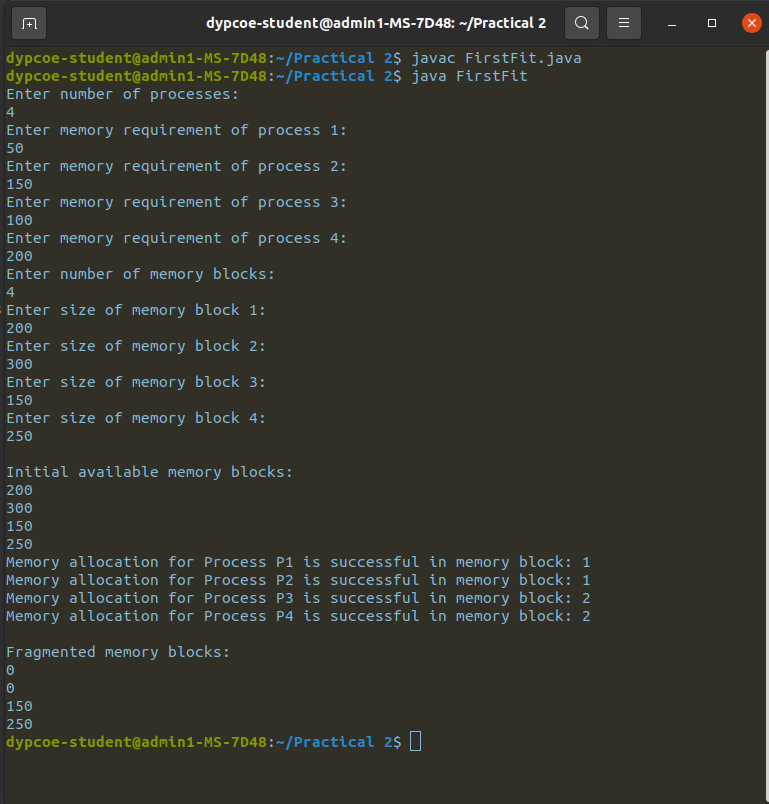 dypcoe-student@admin1-MS-7D48: ~/Practical 2
dypcoe-student@admin1-MS-7D48:~/Practical 2$ javac FirstFit.java
dypcoe-student@admin1-MS-7D48:~/Practical 2$ java FirstFit
Enter number of processes:
4
Enter memory requirement of process 1:
50
Enter memory requirement of process 2:
150
Enter memory requirement of process 3:
100
Enter memory requirement of process 4:
200
Enter number of memory blocks:
4
Enter size of memory block 1:
200
Enter size of memory block 2:
300
Enter size of memory block 3:
150
Enter size of memory block 4:
250

Initial available memory blocks:
200
300
150
250
Memory allocation for Process P1 is successful in memory block: 1
Memory allocation for Process P2 is successful in memory block: 1
Memory allocation for Process P3 is successful in memory block: 2
Memory allocation for Process P4 is successful in memory block: 2

Fragmented memory blocks:
0
0
150
250
dypcoe-student@admin1-MS-7D48:~/Practical 2$